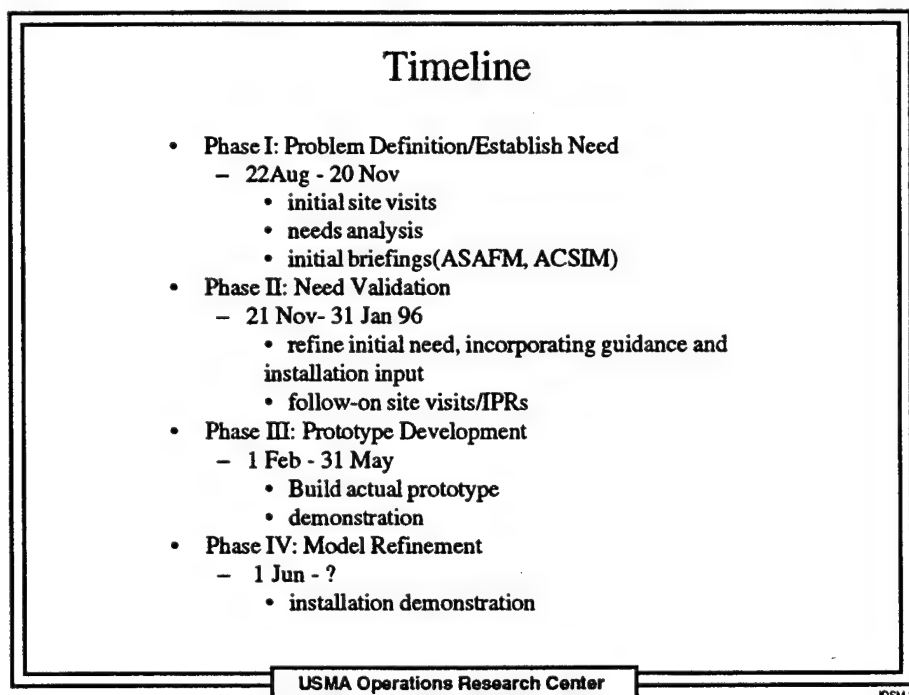 Timeline
• Phase I: Problem Definition/Establish Need
– 22Aug - 20 Nov
• initial site visits
• needs analysis
• initial briefings(ASAFM, ACSIM)
• Phase II: Need Validation
– 21 Nov- 31 Jan 96
• refine initial need, incorporating guidance and
installation input
• follow-on site visits/IPRs
• Phase III: Prototype Development
– 1 Feb - 31 May
• Build actual prototype
• demonstration
• Phase IV: Model Refinement
– 1 Jun - ?
• installation demonstration
USMA Operations Research Center